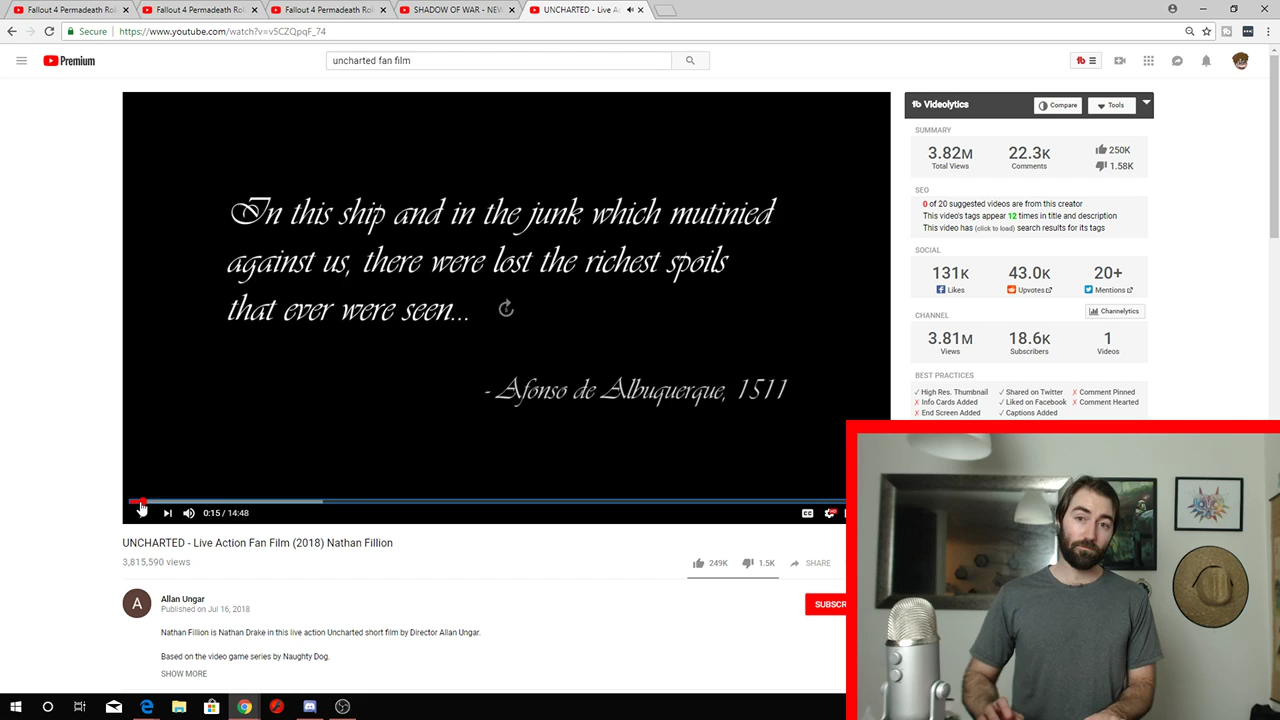 Fallout 4 Permadeath Ro
Fallout 4 Permadeath Ro
Fallout 4 Permadeath Ro
SHADOW OF WAR - NEW
UNCHARTED - Live Ac
Secure
https://www.youtube.com/watch?v=v5CZQpqF_74
Premium
uncharted fan film
In this ship and in the junk which mutinied
against us, there were lost the richest spoils
that ever were seen...
- Afonso de Albuquerque, 1511
0:15 / 14:48
CC
UNCHARTED - Live Action Fan Film (2018) Nathan Fillion
3,815,590 views
249K
1.5K
SHARE
A
Allan Ungar
Published on Jul 16, 2018
SUBSCR
Nathan Fillion is Nathan Drake in this live action Uncharted short film by Director Allan Ungar.
Based on the video game series by Naughty Dog.
SHOW MORE
Videolytics
Compare
Tools
SUMMARY
3.82M
Total Views
22.3K
Comments
250K
1.58K
SEO
0 of 20 suggested videos are from this creator
This video's tags appear 12 times in title and description
This video has (click to load) search results for its tags
SOCIAL
131K
Likes
43.0K
Upvotes
20+
Mentions
CHANNEL
Channelytics
3.81M
Views
18.6K
Subscribers
1
Videos
BEST PRACTICES
✓ High Res. Thumbnail
✓ Shared on Twitter
✗ Comment Pinned
✗ Info Cards Added
✓ Liked on Facebook
✗ Comment Hearted
✗ End Screen Added
✓ Captions Added